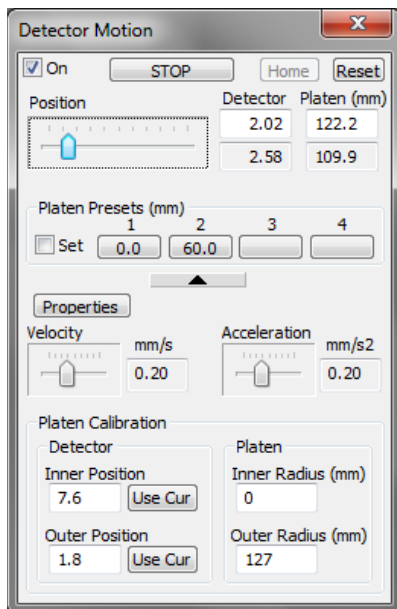 Detector Motion
On STOP Home Reset
Position Detector Platen (mm)
2.02 122.2
2.58 109.9
Platen Presets (mm)
1 2 3 4
Set 0.0 60.0
Properties
Velocity mm/s Acceleration mm/s2
0.20 0.20
Platen Calibration
Detector Platen
Inner Position Inner Radius (mm)
7.6 Use Cur 0
Outer Position Outer Radius (mm)
1.8 Use Cur 127